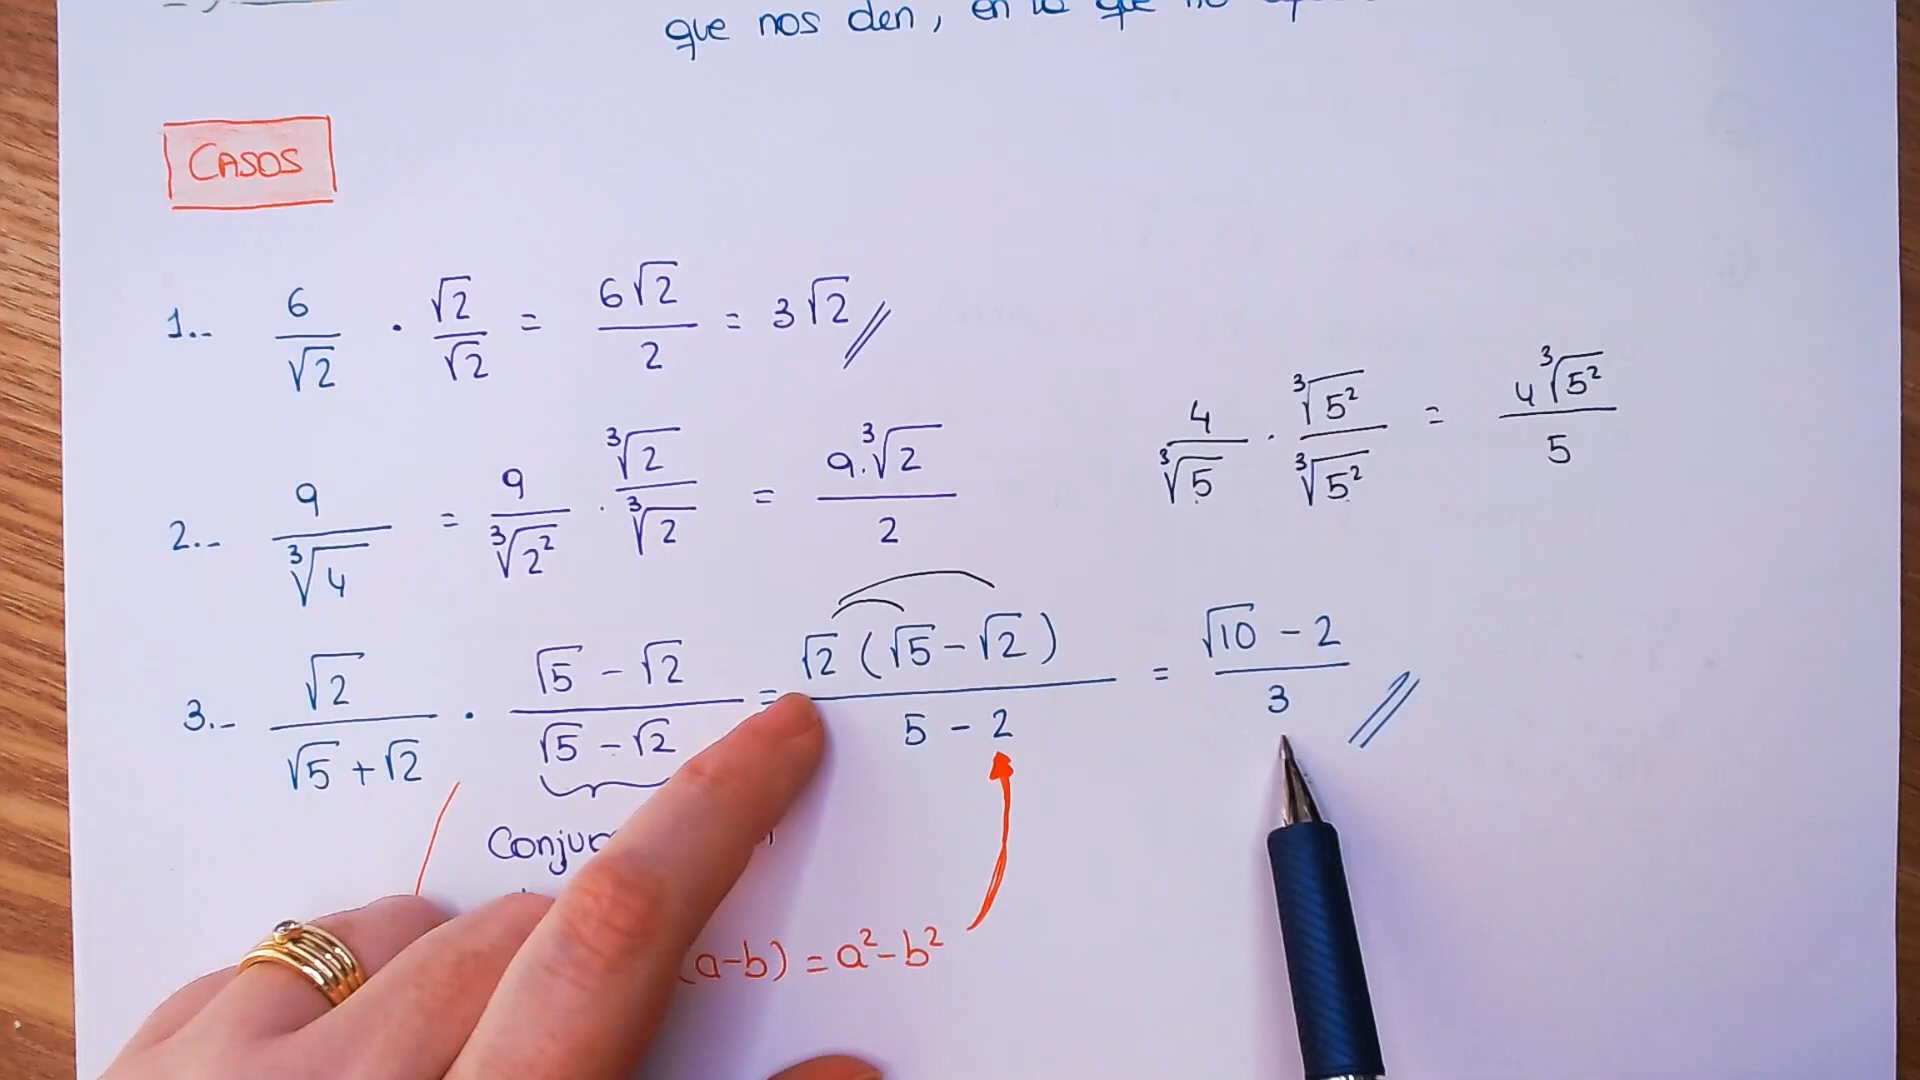 que nos den, en
CASOS
1.- 6/√2 · √2/√2 = 6√2/2 = 3√2 //
2.- 9/∛4 = 9/∛2² · ∛2/∛2 = 9·∛2/2
4/∛5 · ∛5²/∛5² = 4∛5²/5
3.- √2/(√5+√2) · (√5-√2)/(√5-√2) = √2(√5-√2)/(5-2) = (√10-2)/3 //
(a-b) = a²-b²